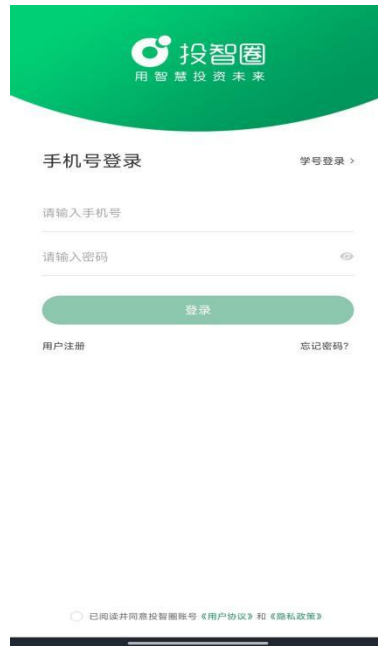 投智圈
用智慧投资未来
手机号登录
学号登录 >
请输入手机号
请输入密码
登录
用户注册
忘记密码?
已阅读并同意投智圈账号《用户协议》和《隐私政策》